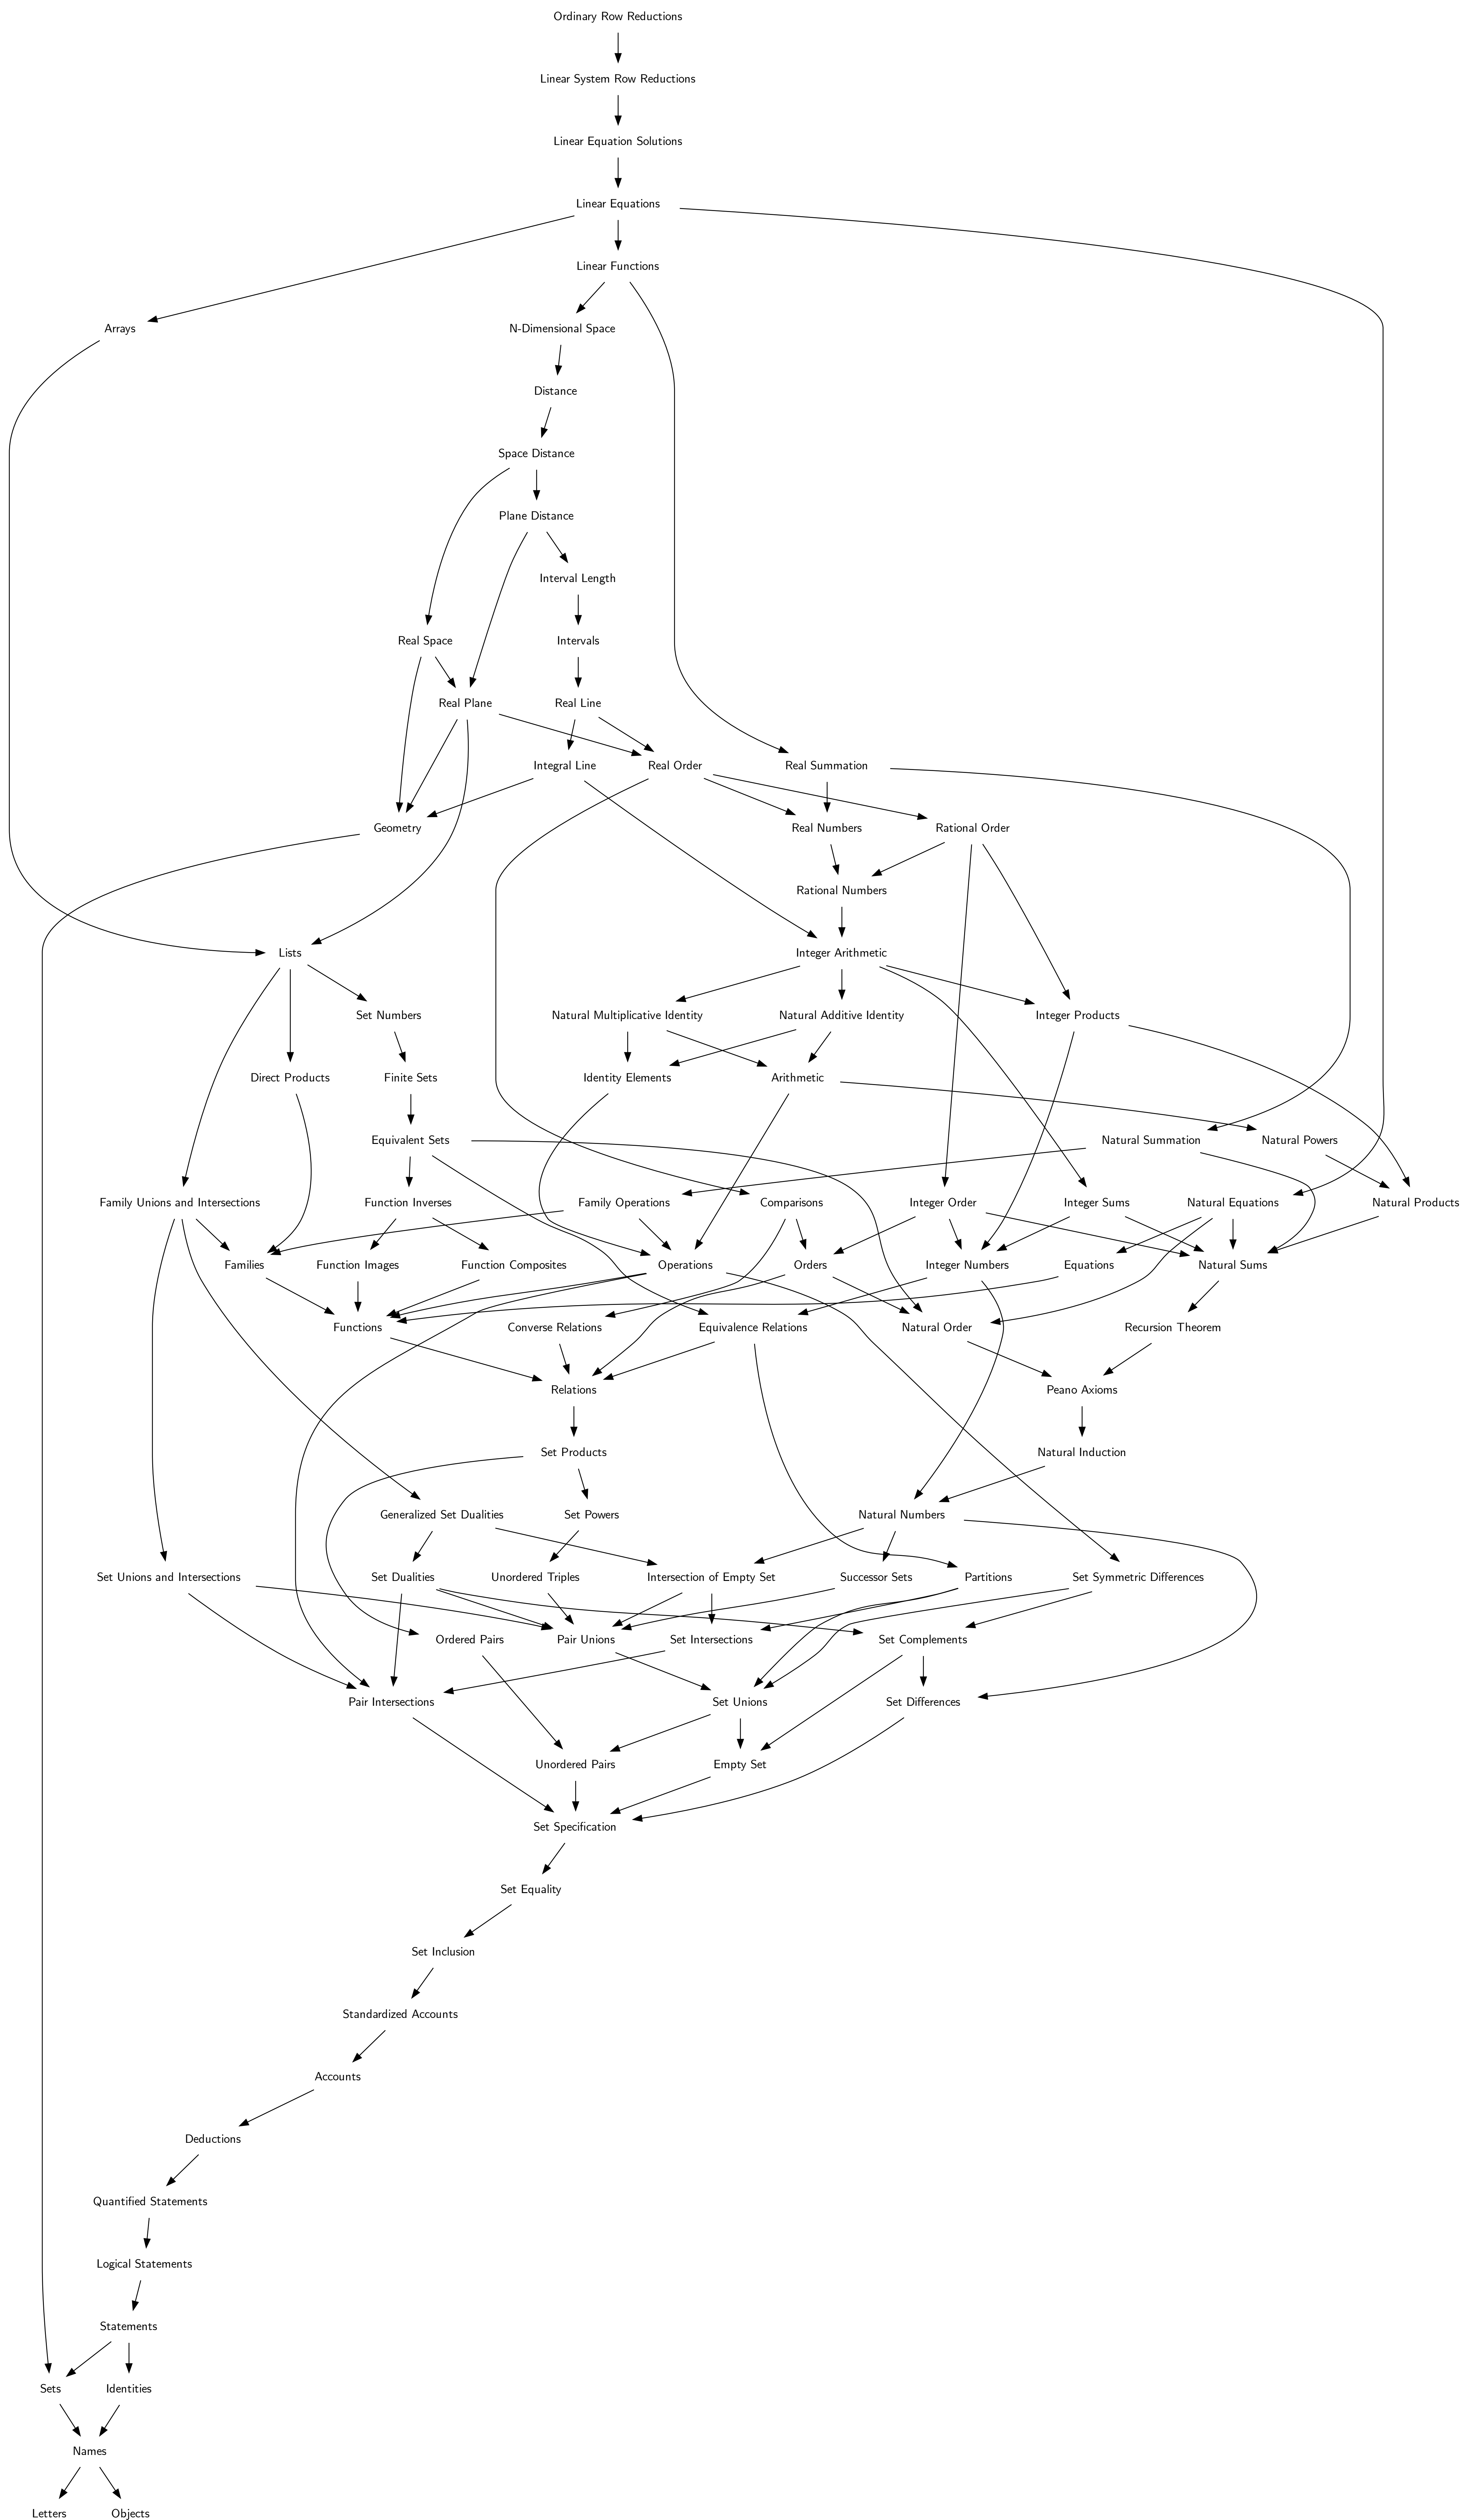 Ordinary Row Reductions
Linear System Row Reductions
Linear Equation Solutions
Linear Equations
Linear Functions
Arrays
N-Dimensional Space
Distance
Space Distance
Plane Distance
Interval Length
Real Space
Intervals
Real Plane
Real Line
Integral Line
Real Order
Real Summation
Geometry
Real Numbers
Rational Order
Rational Numbers
Lists
Integer Arithmetic
Set Numbers
Natural Multiplicative Identity
Natural Additive Identity
Integer Products
Direct Products
Finite Sets
Identity Elements
Arithmetic
Equivalent Sets
Natural Summation
Natural Powers
Family Unions and Intersections
Function Inverses
Family Operations
Comparisons
Integer Order
Integer Sums
Natural Equations
Natural Products
Families
Function Images
Function Composites
Operations
Orders
Integer Numbers
Equations
Natural Sums
Functions
Converse Relations
Equivalence Relations
Natural Order
Recursion Theorem
Relations
Peano Axioms
Set Products
Natural Induction
Generalized Set Dualities
Set Powers
Natural Numbers
Set Unions and Intersections
Set Dualities
Unordered Triples
Intersection of Empty Set
Successor Sets
Partitions
Set Symmetric Differences
Ordered Pairs
Pair Unions
Set Intersections
Set Complements
Pair Intersections
Set Unions
Set Differences
Unordered Pairs
Empty Set
Set Specification
Set Equality
Set Inclusion
Standardized Accounts
Accounts
Deductions
Quantified Statements
Logical Statements
Statements
Sets
Identities
Names
Letters
Objects